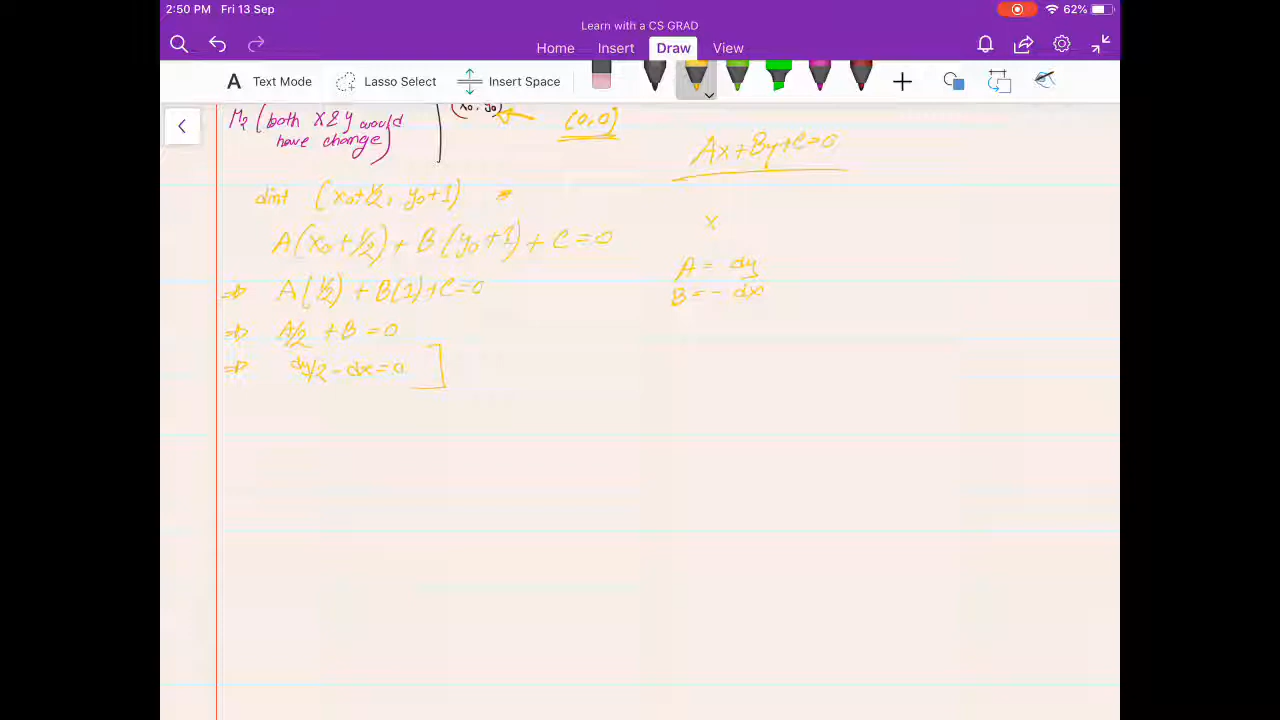 2:50 PM Fri 13 Sep
62%
Learn with a CS GRAD
Home Insert Draw View
A Text Mode Lasso Select Insert Space
M2 (both x & y would have change)
(x0, y0)
(0,0)
Ax+By+C=0
dint (x0+1/2, y0+1)
A(x0+1/2) + B(y0+1) + C = 0
⇒ A(1/2) + B(1) + C = 0
⇒ A/2 + B = 0
⇒ dy/2 - dx = 0
x
A = dy
B = - dx